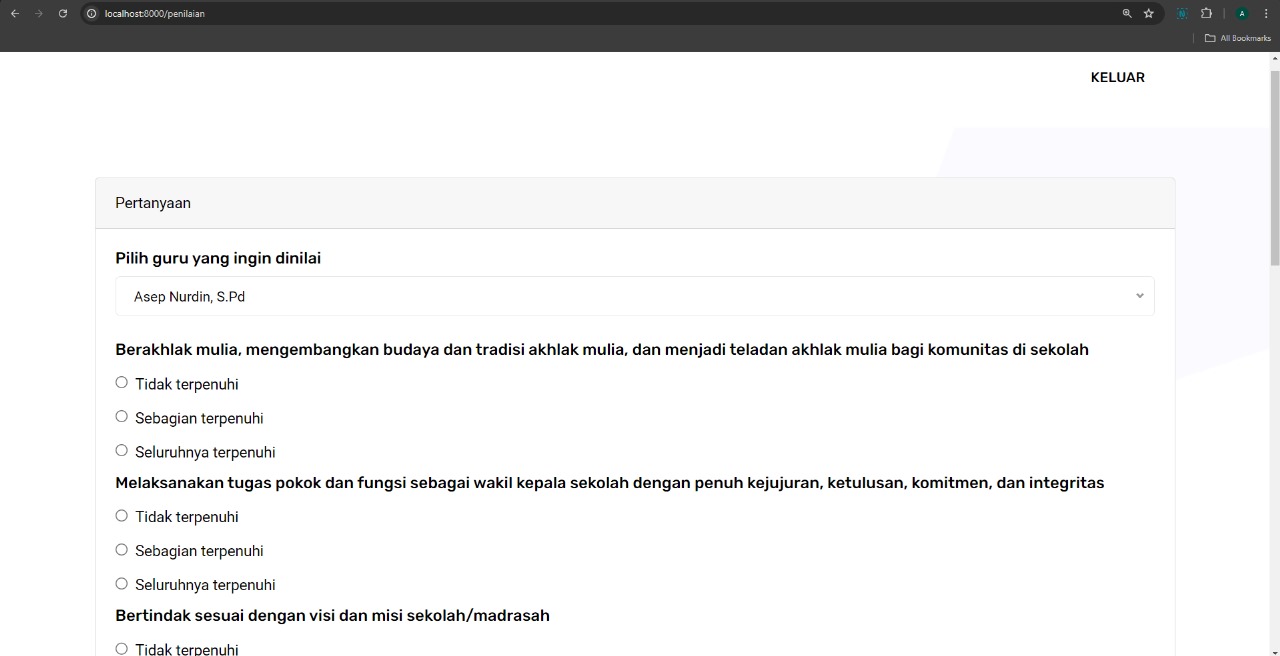 localhost:8000/penilaian
A
All Bookmarks
KELUAR
Pertanyaan
Pilih guru yang ingin dinilai
Asep Nurdin, S.Pd
Berakhlak mulia, mengembangkan budaya dan tradisi akhlak mulia, dan menjadi teladan akhlak mulia bagi komunitas di sekolah
Tidak terpenuhi
Sebagian terpenuhi
Seluruhnya terpenuhi
Melaksanakan tugas pokok dan fungsi sebagai wakil kepala sekolah dengan penuh kejujuran, ketulusan, komitmen, dan integritas
Tidak terpenuhi
Sebagian terpenuhi
Seluruhnya terpenuhi
Bertindak sesuai dengan visi dan misi sekolah/madrasah
Tidak terpenuhi